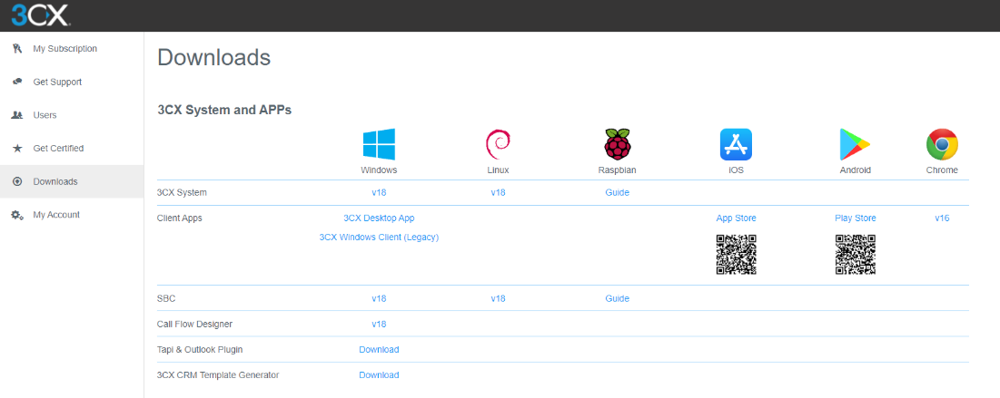 3CX
My Subscription
Get Support
Users
Get Certified
Downloads
My Account
Downloads
3CX System and APPs
Windows Linux Raspbian iOS Android Chrome
3CX System v18 v18 Guide
Client Apps 3CX Desktop App App Store Play Store v16
3CX Windows Client (Legacy)
SBC v18 v18 Guide
Call Flow Designer v18
Tapi & Outlook Plugin Download
3CX CRM Template Generator Download